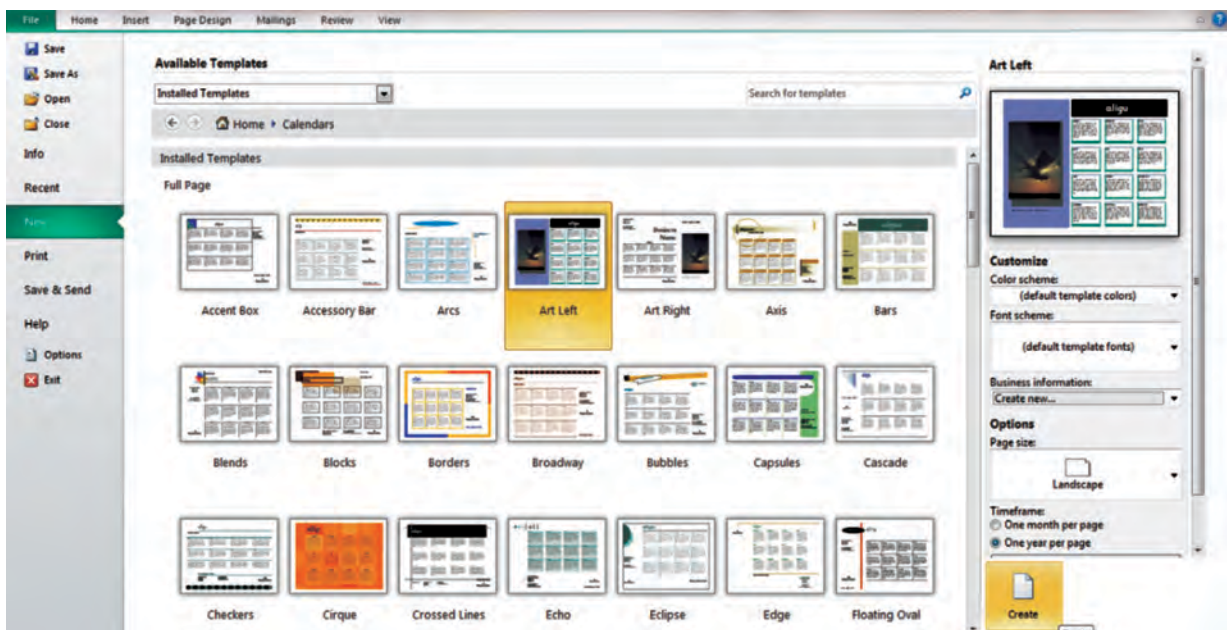 File Home Insert Page Design Mailings Review View
Save
Save As
Open
Close
Info
Recent
New
Print
Save & Send
Help
Options
Exit
Available Templates
Installed Templates
Search for templates
Home Calendars
Installed Templates
Full Page
Accent Box Accessory Bar Arcs Art Left Art Right Axis Bars
Blends Blocks Borders Broadway Bubbles Capsules Cascade
Checkers Cirque Crossed Lines Echo Eclipse Edge Floating Oval
Art Left
Customize
Color scheme:
(default template colors)
Font scheme:
(default template fonts)
Business information:
Create new...
Options
Page size:
Landscape
Timeframe:
One month per page
One year per page
Create